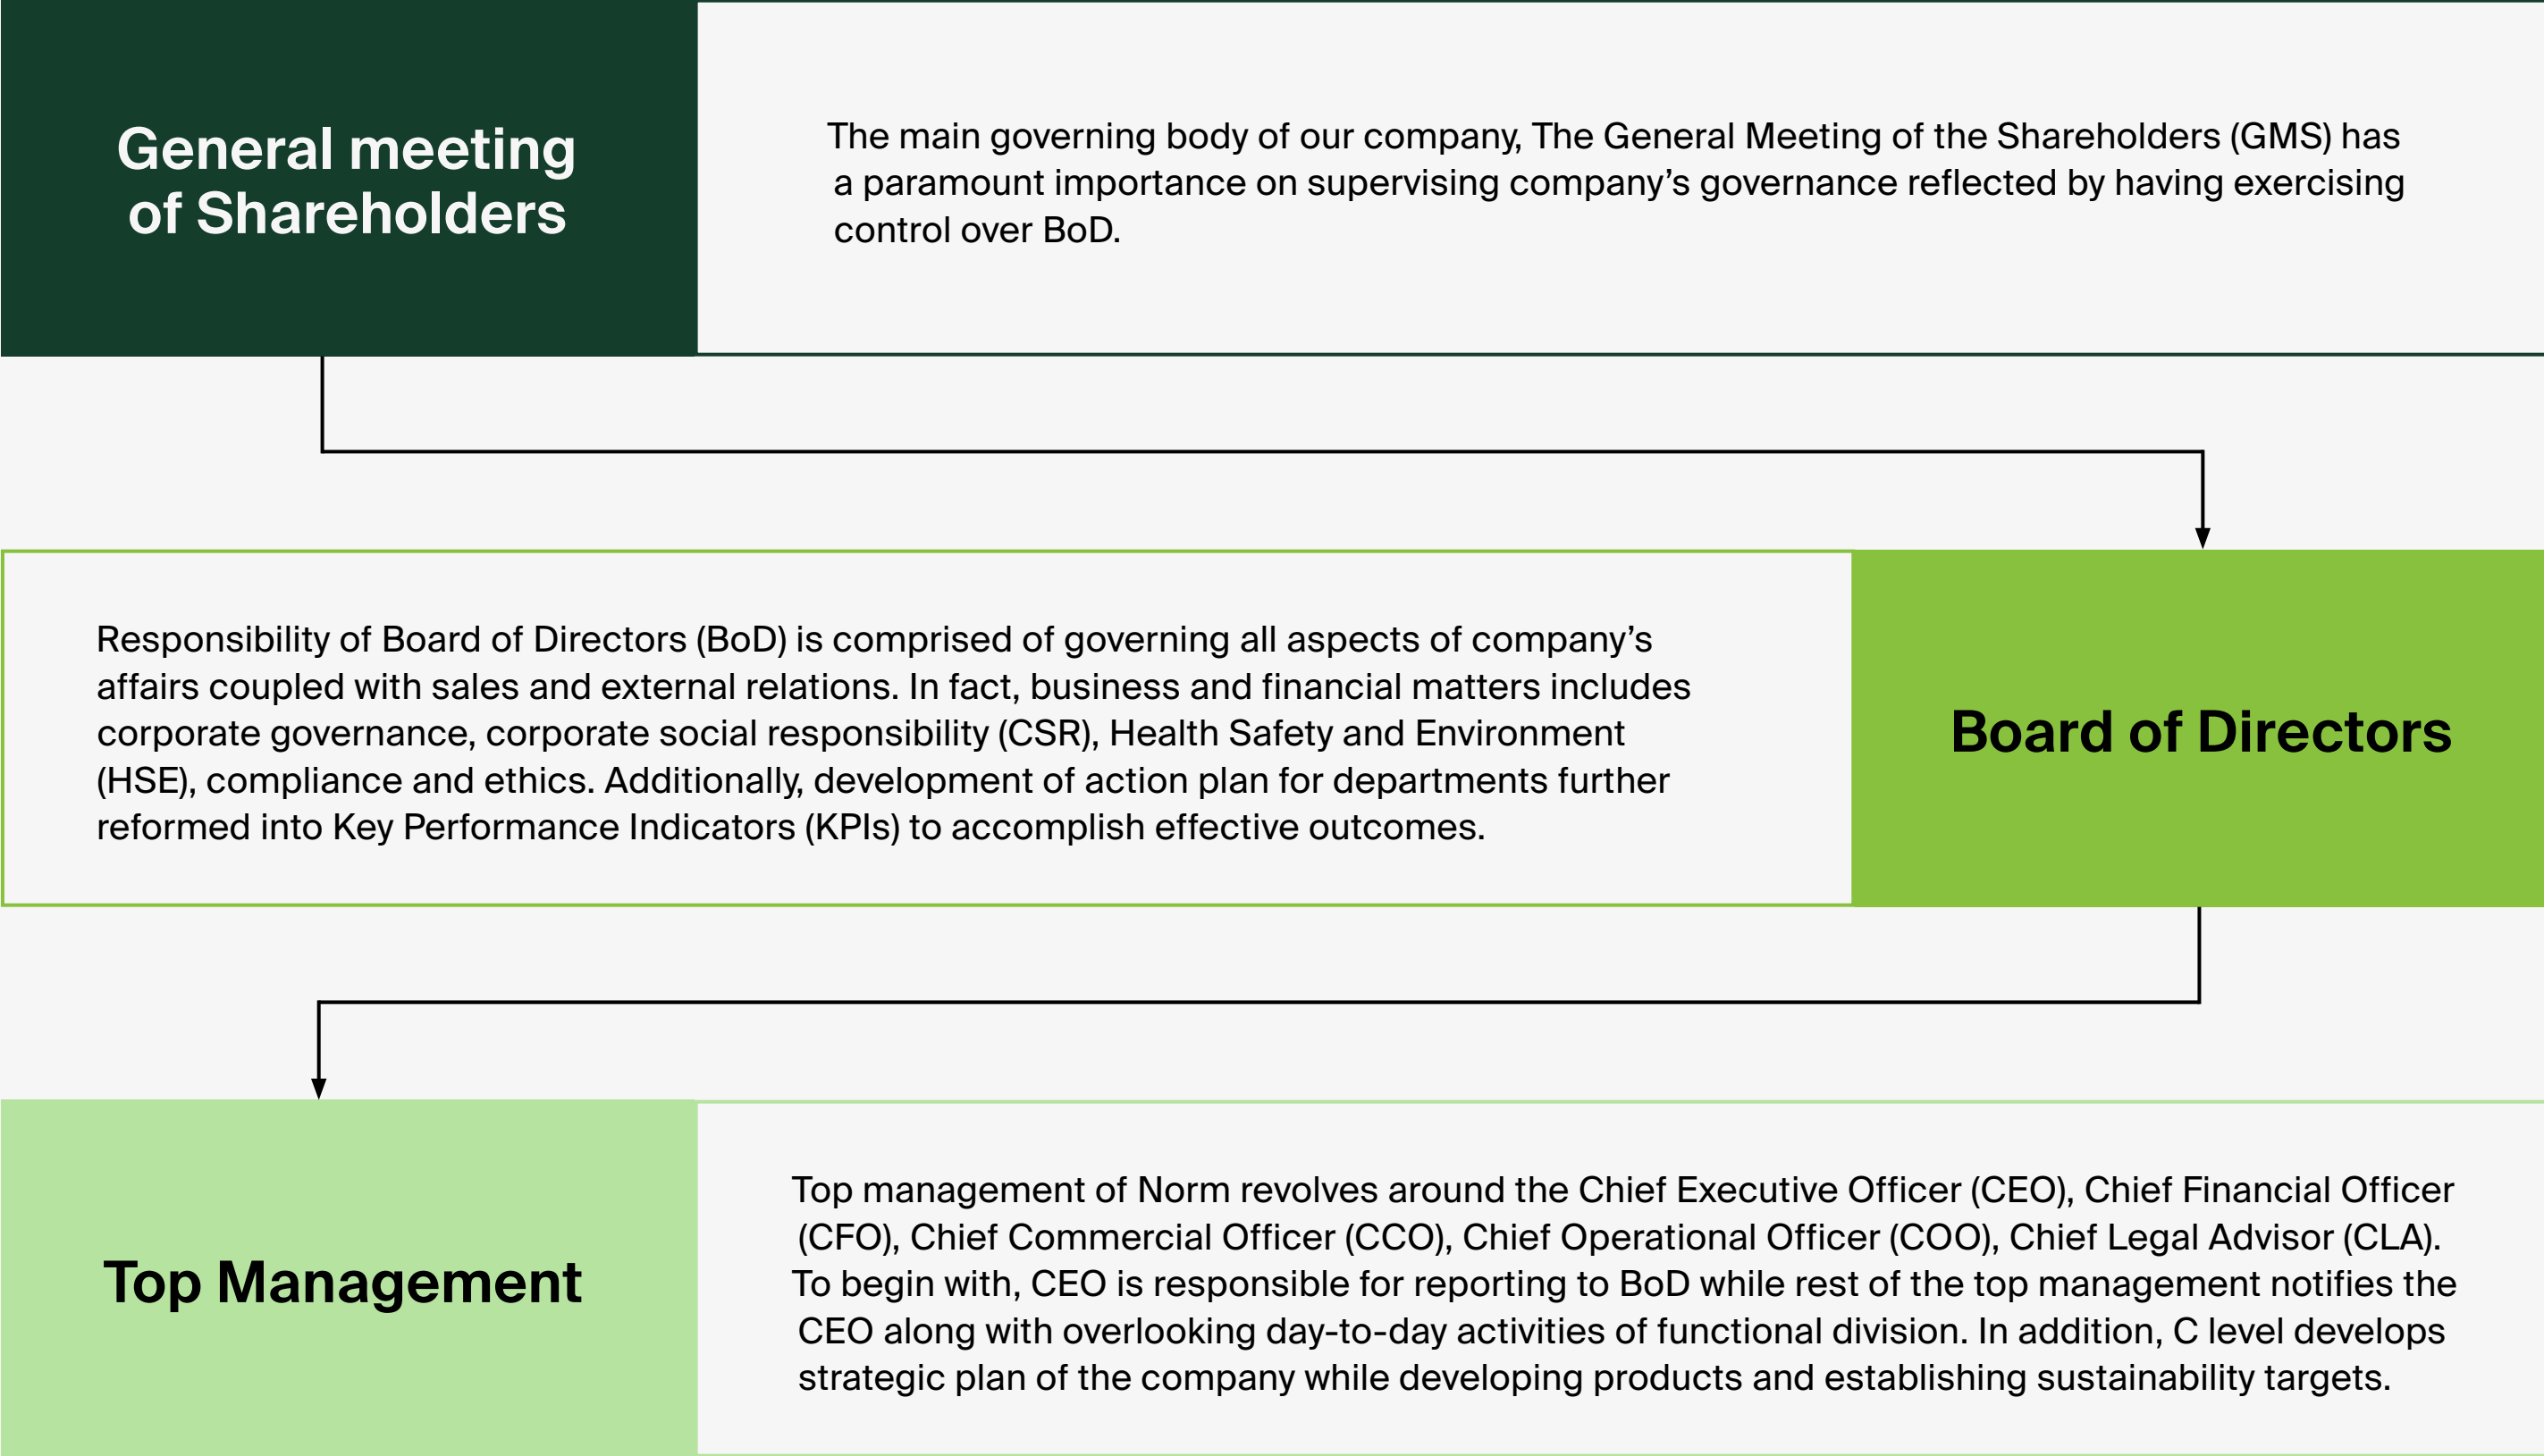 General meeting
of Shareholders
The main governing body of our company, The General Meeting of the Shareholders (GMS) has
a paramount importance on supervising company’s governance reflected by having exercising
control over BoD.
Responsibility of Board of Directors (BoD) is comprised of governing all aspects of company’s
affairs coupled with sales and external relations. In fact, business and financial matters includes
corporate governance, corporate social responsibility (CSR), Health Safety and Environment
(HSE), compliance and ethics. Additionally, development of action plan for departments further
reformed into Key Performance Indicators (KPIs) to accomplish effective outcomes.
Board of Directors
Top Management
Top management of Norm revolves around the Chief Executive Officer (CEO), Chief Financial Officer
(CFO), Chief Commercial Officer (CCO), Chief Operational Officer (COO), Chief Legal Advisor (CLA).
To begin with, CEO is responsible for reporting to BoD while rest of the top management notifies the
CEO along with overlooking day-to-day activities of functional division. In addition, C level develops
strategic plan of the company while developing products and establishing sustainability targets.